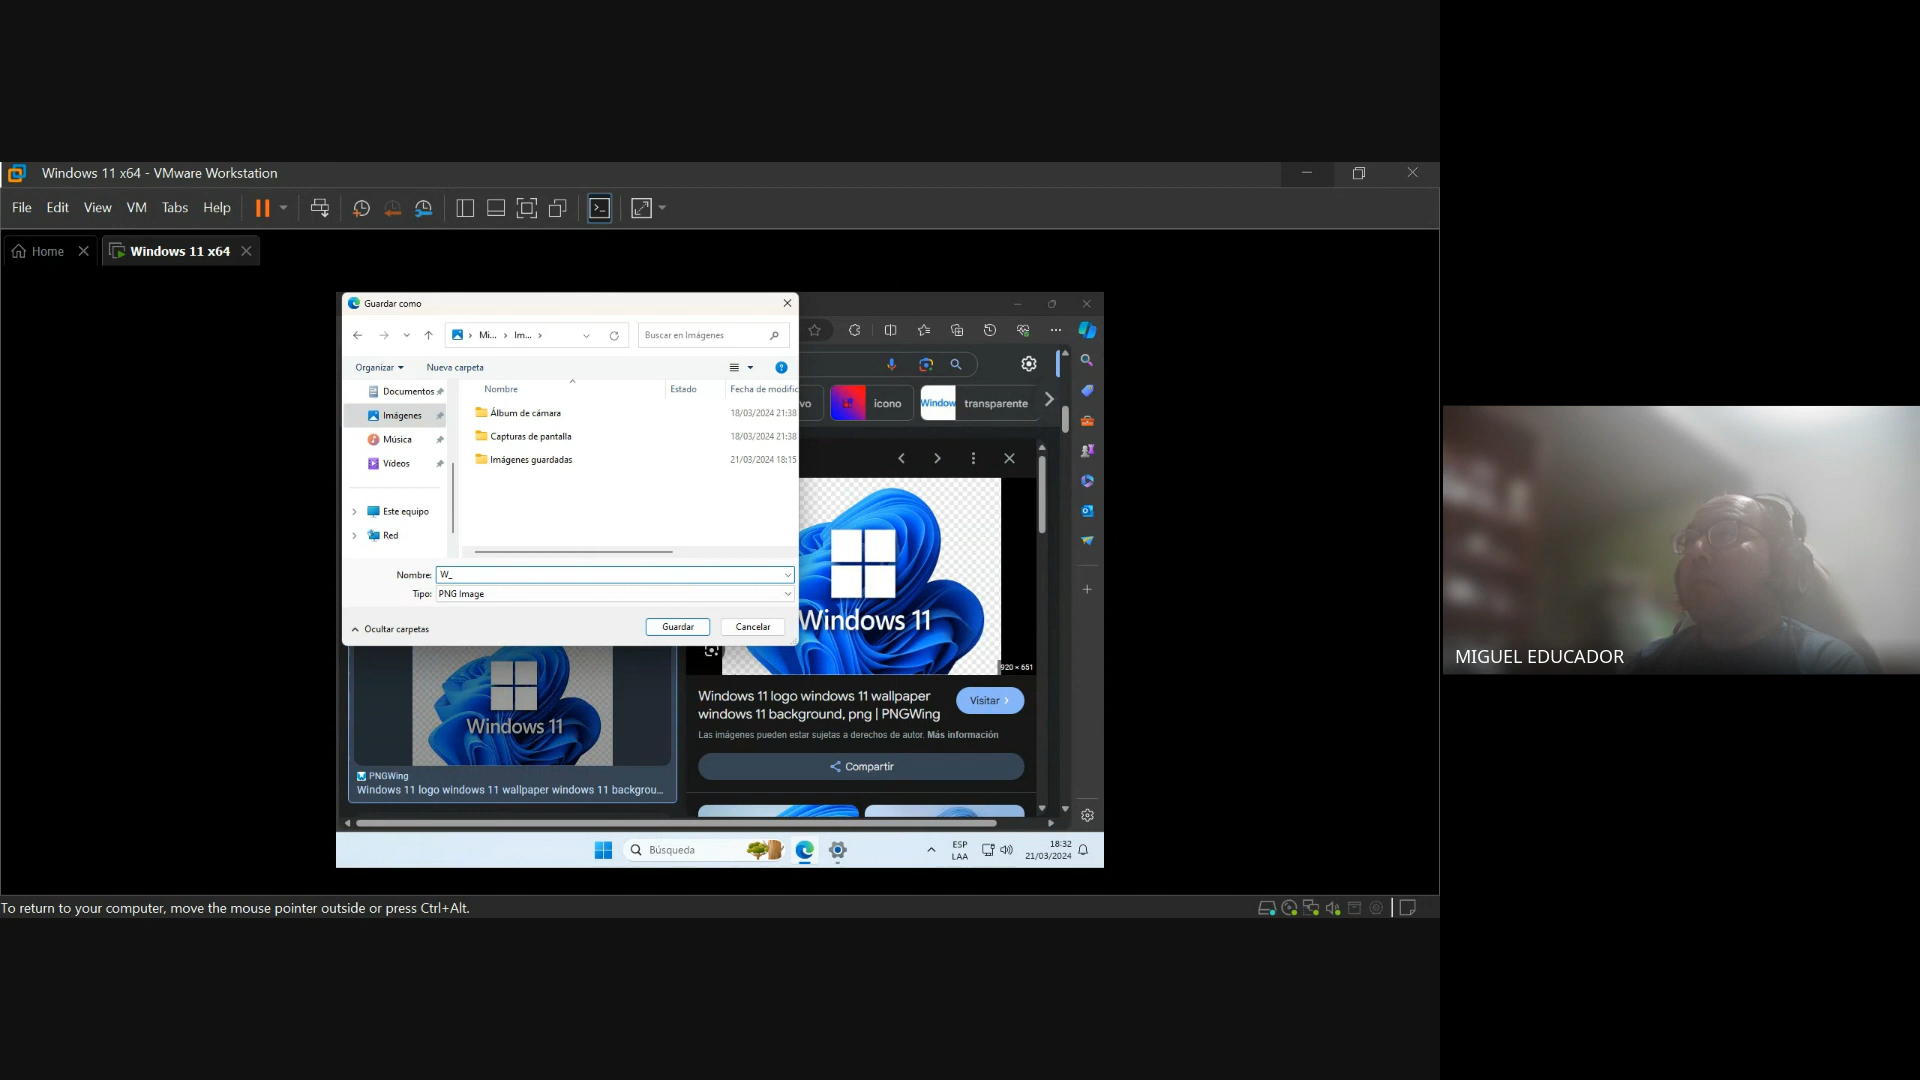 Windows 11 x64 - VMware Workstation
File Edit View VM Tabs Help
Home
Windows 11 x64
Guardar como
Mi... › Im... ›
Buscar en Imágenes
Organizar
Nueva carpeta
Nombre
Estado
Fecha de modific
Documentos
Imágenes
Música
Vídeos
Este equipo
Red
Álbum de cámara
18/03/2024 21:38
Capturas de pantalla
18/03/2024 21:38
Imágenes guardadas
21/03/2024 18:15
Nombre: W_
Tipo: PNG Image
Ocultar carpetas
Guardar
Cancelar
vo
icono
Window
transparente
Windows 11
920 × 651
Windows 11 logo windows 11 wallpaper
windows 11 background, png | PNGWing
Visitar
Las imágenes pueden estar sujetas a derechos de autor. Más información
Compartir
Windows 11
PNGWing
Windows 11 logo windows 11 wallpaper windows 11 backgrou...
Búsqueda
ESP
LAA
18:32
21/03/2024
To return to your computer, move the mouse pointer outside or press Ctrl+Alt.
MIGUEL EDUCADOR